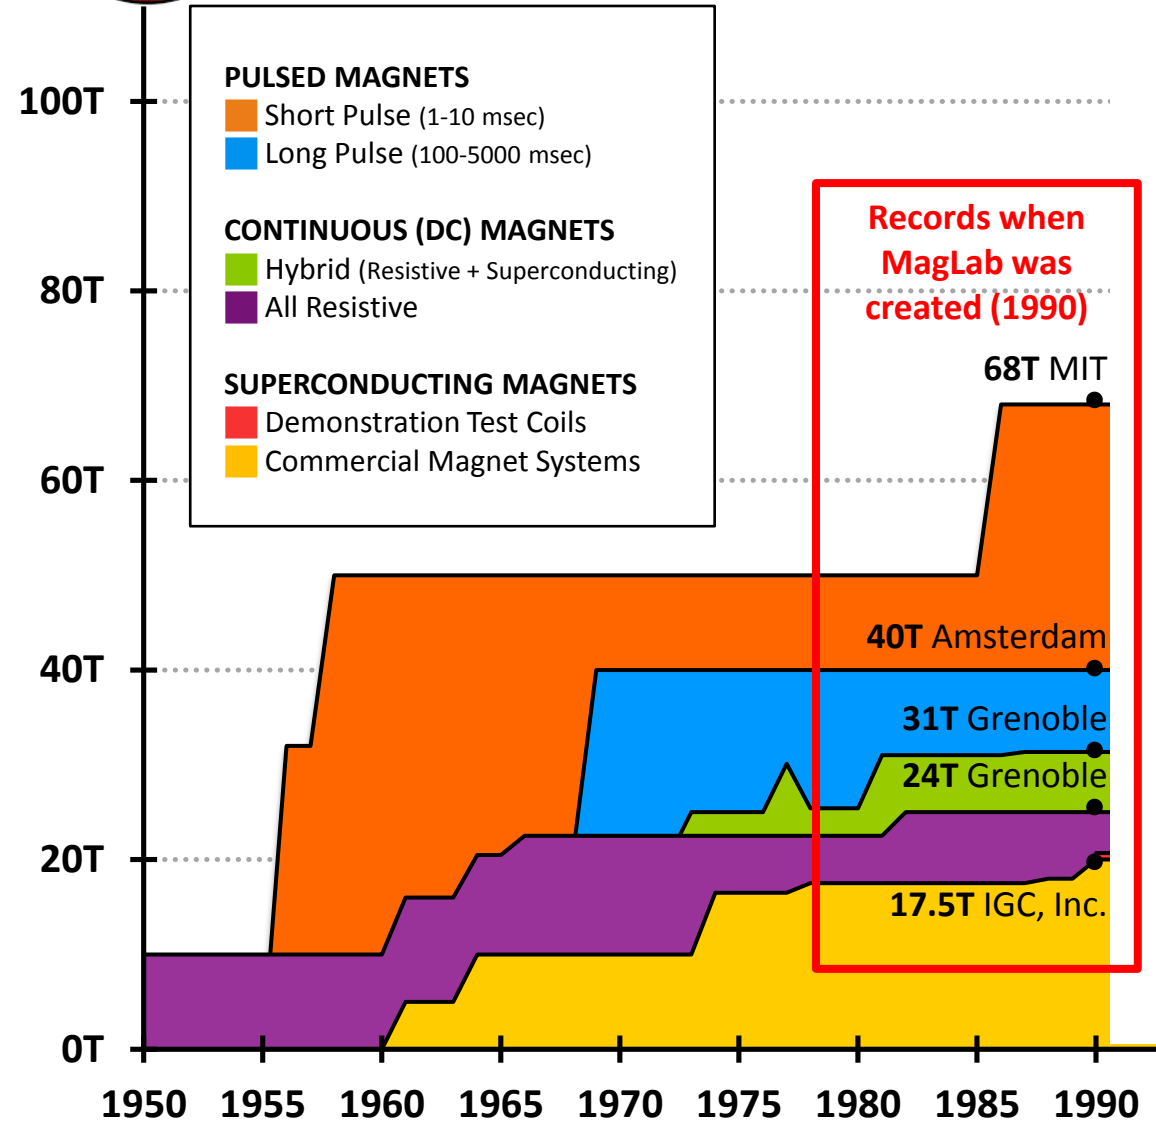 100T
80T
60T
40T
20T
0T
PULSED MAGNETS
Short Pulse (1-10 msec)
Long Pulse (100-5000 msec)
CONTINUOUS (DC) MAGNETS
Hybrid (Resistive + Superconducting)
All Resistive
SUPERCONDUCTING MAGNETS
Demonstration Test Coils
Commercial Magnet Systems
Records when
MagLab was
created (1990)
68T MIT
40T Amsterdam
31T Grenoble
24T Grenoble
17.5T IGC, Inc.
1950 1955 1960 1965 1970 1975 1980 1985 1990